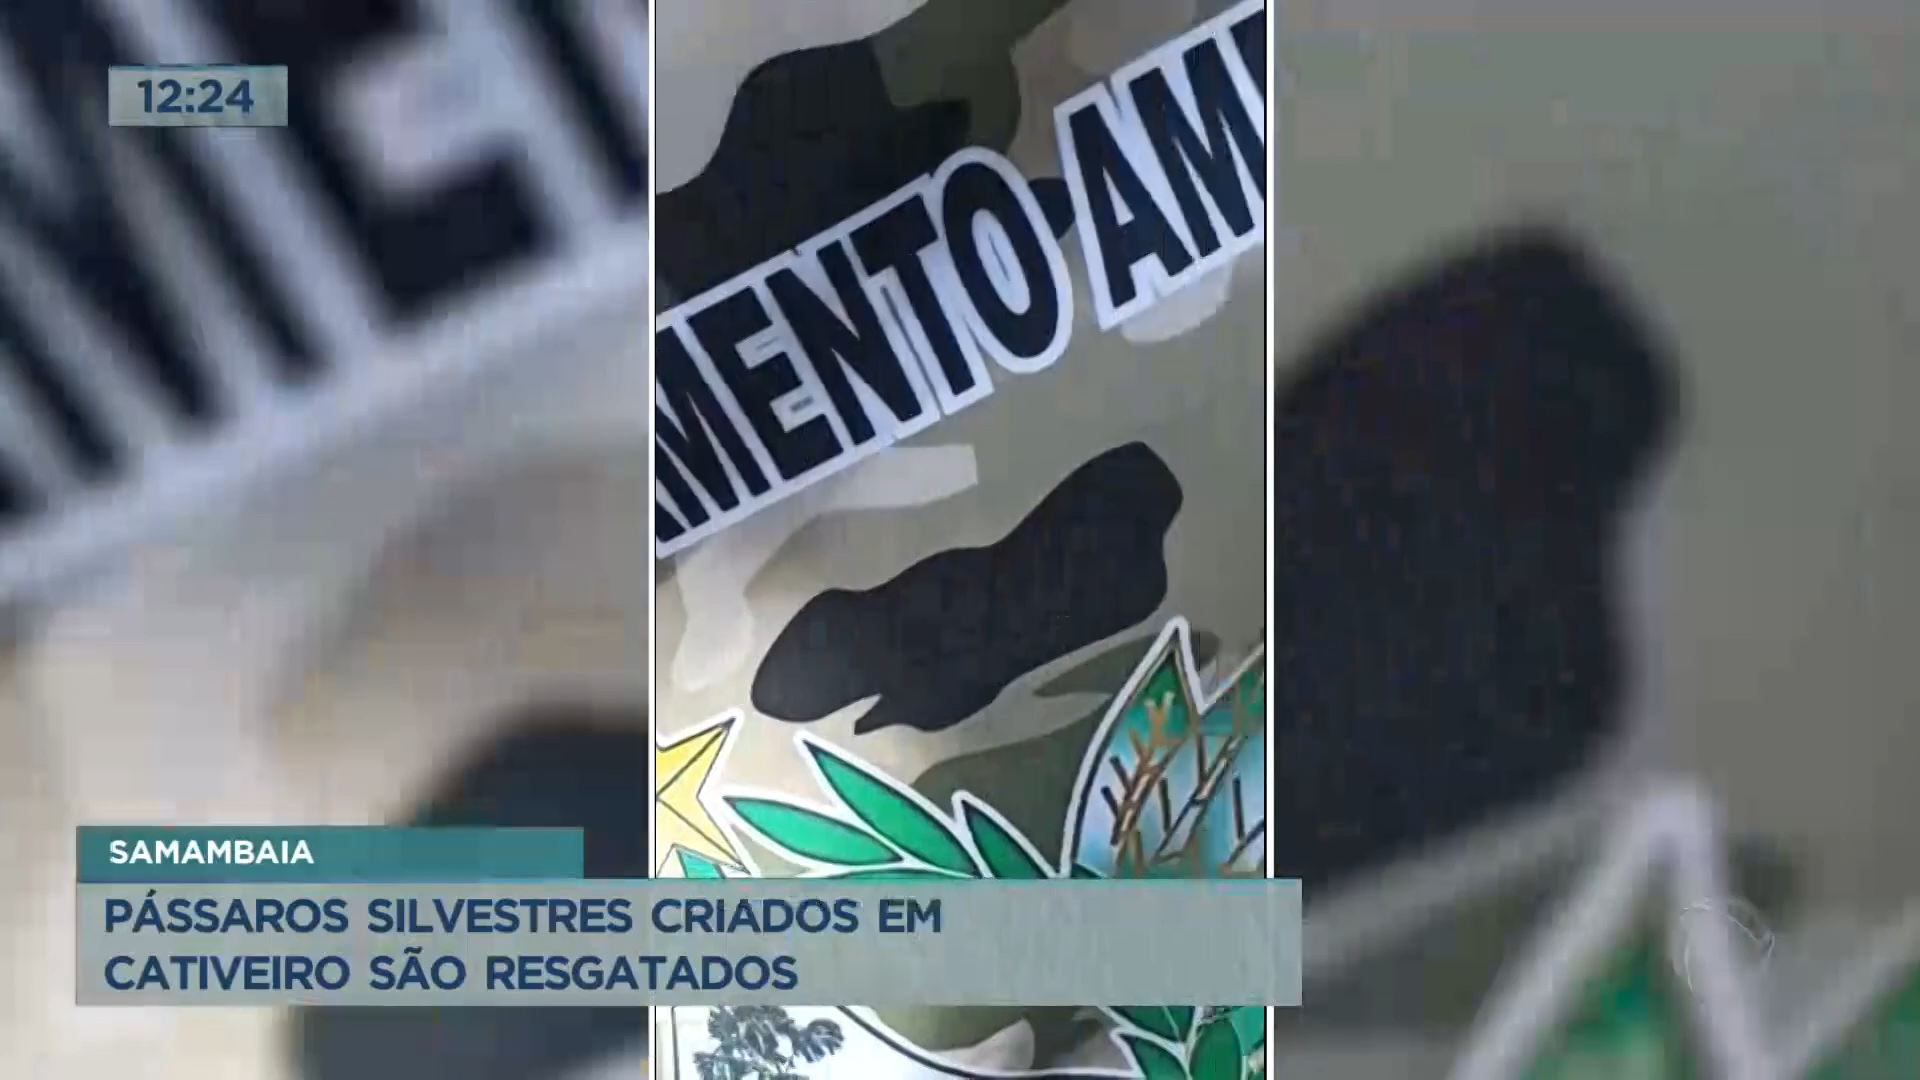 12:24
MENTO AM
SAMAMBAIA
PÁSSAROS SILVESTRES CRIADOS EM
CATIVEIRO SÃO RESGATADOS